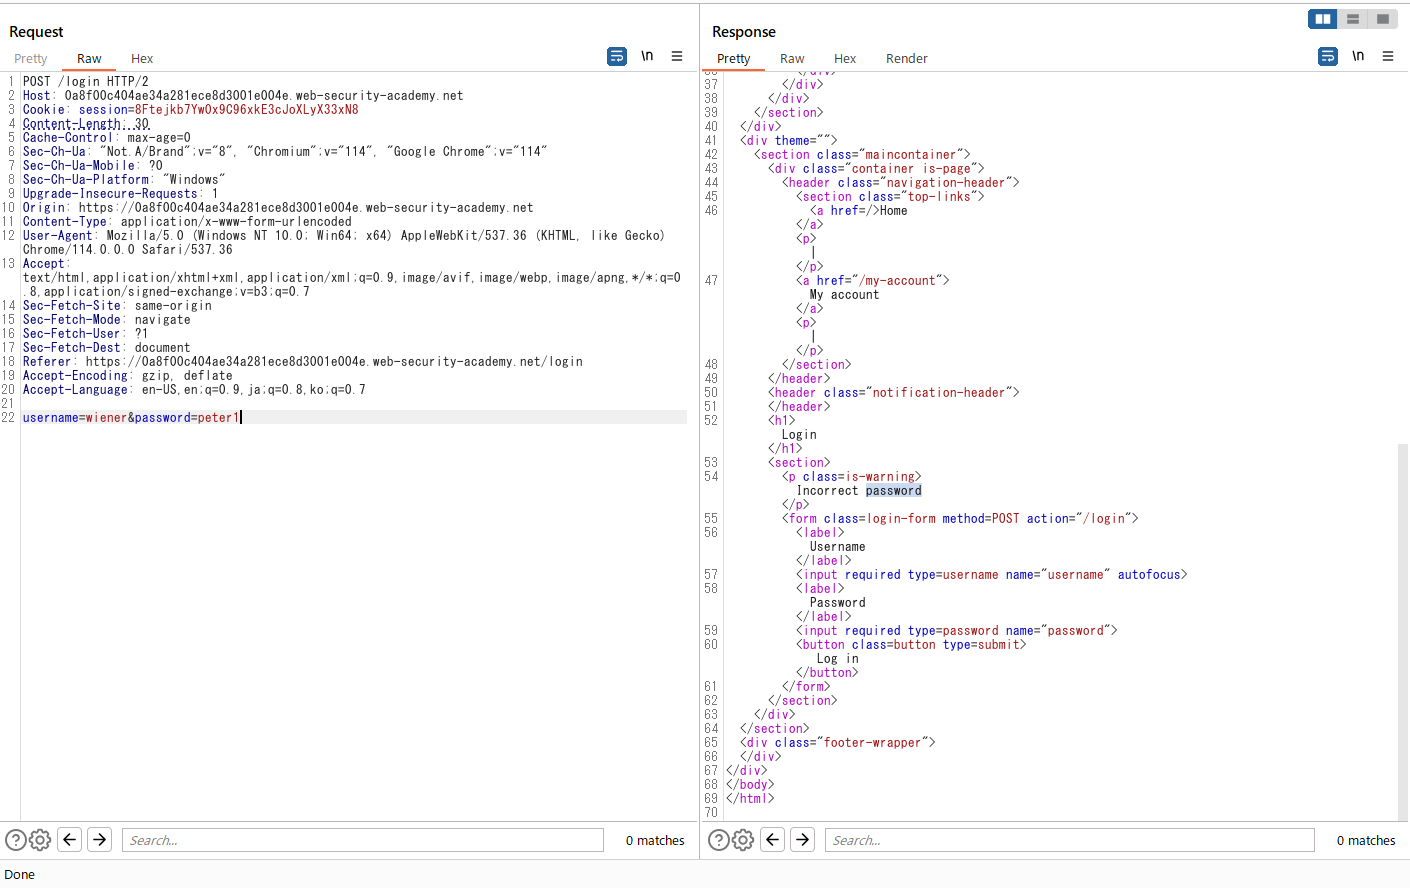 Request
Pretty Raw Hex
\n
1 POST /login HTTP/2
2 Host: 0a8f00c404ae34a281ece8d3001e004e.web-security-academy.net
3 Cookie: session=8Ftejkb7YwOx9C96xkE3cJoXLyX33xN8
4 Content-Length: 30
5 Cache-Control: max-age=0
6 Sec-Ch-Ua: "Not.A/Brand";v="8", "Chromium";v="114", "Google Chrome";v="114"
7 Sec-Ch-Ua-Mobile: ?0
8 Sec-Ch-Ua-Platform: "Windows"
9 Upgrade-Insecure-Requests: 1
10 Origin: https://0a8f00c404ae34a281ece8d3001e004e.web-security-academy.net
11 Content-Type: application/x-www-form-urlencoded
12 User-Agent: Mozilla/5.0 (Windows NT 10.0; Win64; x64) AppleWebKit/537.36 (KHTML, like Gecko)
Chrome/114.0.0.0 Safari/537.36
13 Accept:
text/html,application/xhtml+xml,application/xml;q=0.9,image/avif,image/webp,image/apng,*/*;q=0
.8,application/signed-exchange;v=b3;q=0.7
14 Sec-Fetch-Site: same-origin
15 Sec-Fetch-Mode: navigate
16 Sec-Fetch-User: ?1
17 Sec-Fetch-Dest: document
18 Referer: https://0a8f00c404ae34a281ece8d3001e004e.web-security-academy.net/login
19 Accept-Encoding: gzip, deflate
20 Accept-Language: en-US,en;q=0.9,ja;q=0.8,ko;q=0.7
21
22 username=wiener&password=peter1
Search...
0 matches
Response
Pretty Raw Hex Render
\n
36 </div>
37 </div>
38 </div>
39 </section>
40 </div>
41 <div theme="">
42 <section class="maincontainer">
43 <div class="container is-page">
44 <header class="navigation-header">
45 <section class="top-links">
46 <a href=/>Home
</a>
<p>
|
</p>
47 <a href="/my-account">
My account
</a>
<p>
|
</p>
48 </section>
49 </header>
50 <header class="notification-header">
51 </header>
52 <h1>
Login
</h1>
53 <section>
54 <p class=is-warning>
Incorrect password
</p>
55 <form class=login-form method=POST action="/login">
56 <label>
Username
</label>
57 <input required type=username name="username" autofocus>
58 <label>
Password
</label>
59 <input required type=password name="password">
60 <button class=button type=submit>
Log in
</button>
61 </form>
62 </section>
63 </div>
64 </section>
65 <div class="footer-wrapper">
66 </div>
67 </div>
68 </body>
69 </html>
70
Search...
0 matches
Done